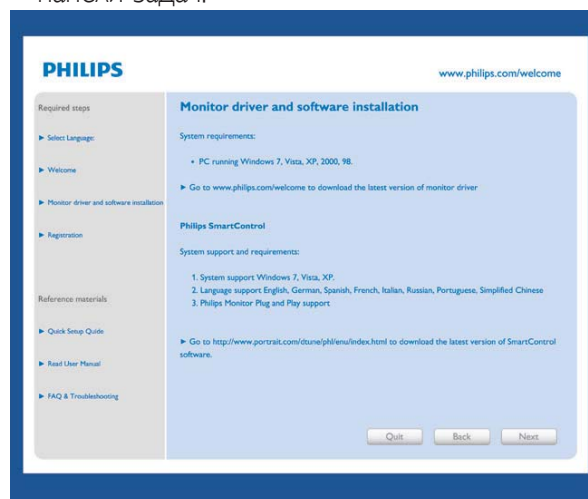 панели задач.
PHILIPS
www.philips.com/welcome
Required steps
► Select Language:
► Welcome
► Monitor driver and software installation
► Registration
Reference materials
► Quick Setup Quide
► Read User Manual
► FAQ & Troubleshooting
Monitor driver and software installation
System requirements:
• PC running Windows 7, Vista, XP, 2000, 98.
► Go to www.philips.com/welcome to download the latest version of monitor driver
Philips SmartControl
System support and requirements:
1. System support Windows 7, Vista, XP.
2. Language support English, German, Spanish, French, Italian, Russian, Portuguese, Simplified Chinese
3. Philips Monitor Plug and Play support
► Go to http://www.portrait.com/dtune/phl/enu/index.html to download the latest version of SmartControl
software.
Quit
Back
Next